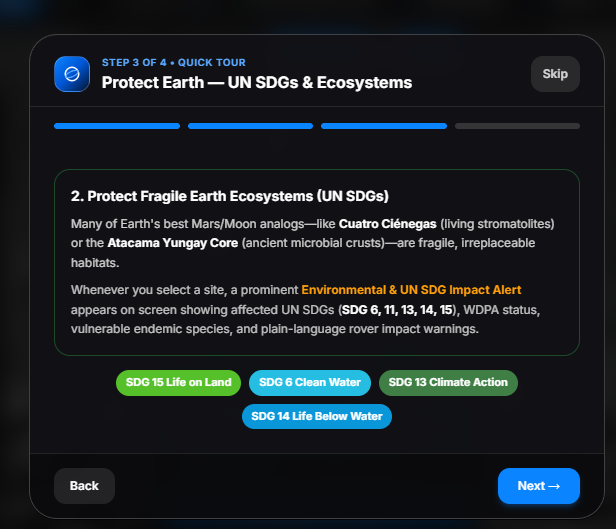 STEP 3 OF 4 • QUICK TOUR
Protect Earth — UN SDGs & Ecosystems
Skip
2. Protect Fragile Earth Ecosystems (UN SDGs)
Many of Earth's best Mars/Moon analogs—like Cuatro Ciénegas (living stromatolites)
or the Atacama Yungay Core (ancient microbial crusts)—are fragile, irreplaceable
habitats.
Whenever you select a site, a prominent Environmental & UN SDG Impact Alert
appears on screen showing affected UN SDGs (SDG 6, 11, 13, 14, 15), WDPA status,
vulnerable endemic species, and plain-language rover impact warnings.
SDG 15 Life on Land
SDG 6 Clean Water
SDG 13 Climate Action
SDG 14 Life Below Water
Back
Next →